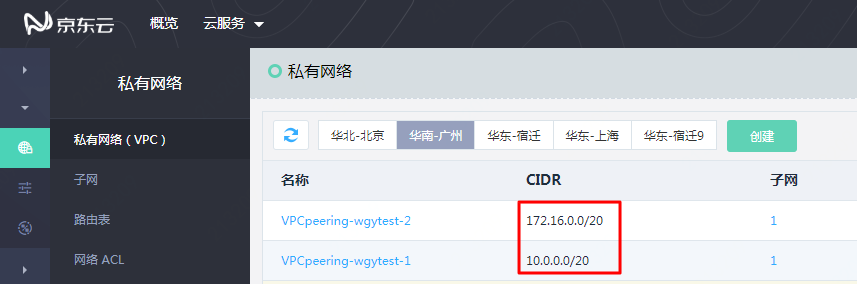 京东云 概览 云服务
私有网络
私有网络
私有网络（VPC）
子网
路由表
网络 ACL
华北-北京 华南-广州 华东-宿迁 华东-上海 华东-宿迁9 创建
名称 CIDR 子网
VPCpeering-wgytest-2 172.16.0.0/20 1
VPCpeering-wgytest-1 10.0.0.0/20 1